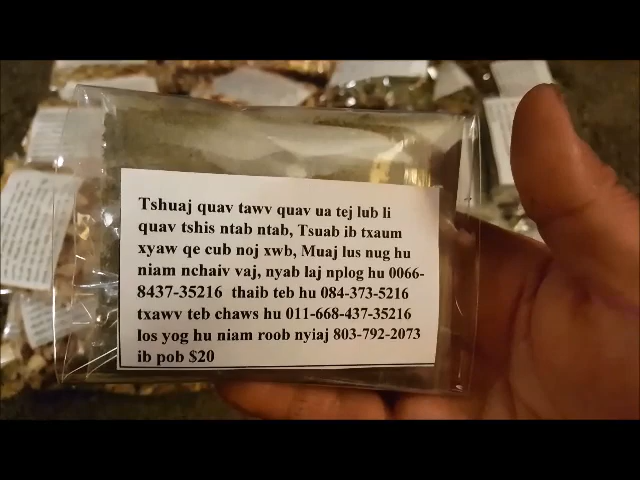 Tshuaj quav tawv quav ua tej lub li
quav tshis ntab ntab, Tsuab ib txaum
xyaw qe cub noj xwb, Muaj lus nug hu
niam nchaiv vaj, nyab laj nplog hu 0066-
8437-35216 thaib teb hu 084-373-5216
txawv teb chaws hu 011-668-437-35216
los yog hu niam roob nyiaj 803-792-2073
ib pob $20